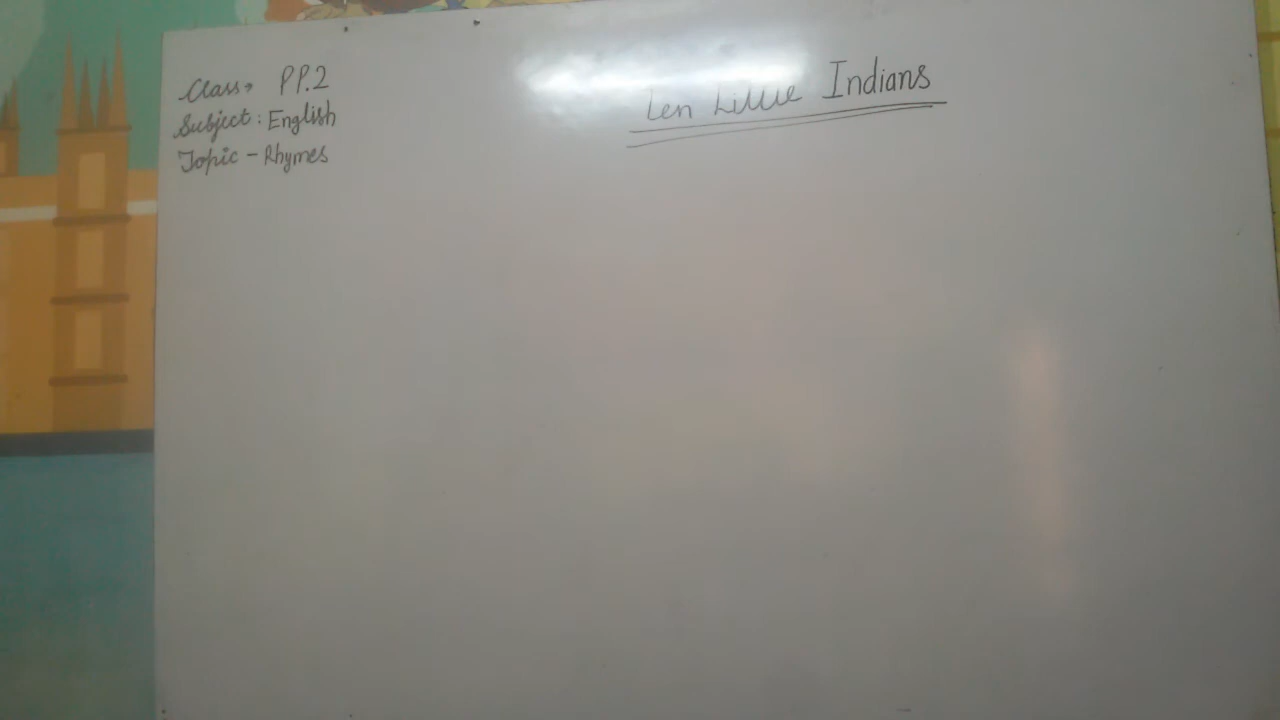 Class → PP.2
Subject : English
Topic - Rhymes
Ten Little Indians